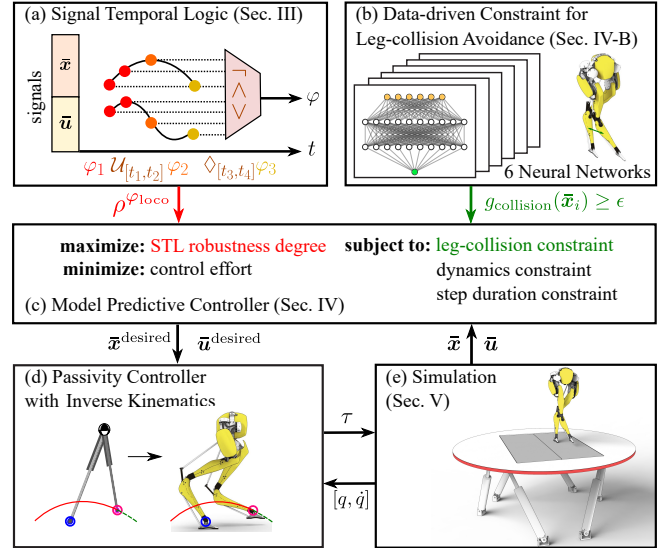 (a) Signal Temporal Logic (Sec. III)
signals
x̄
ū
¬
∧
◇
∨
φ
t
φ₁ 𝒰[t₁,t₂] φ₂ ◇[t₃,t₄]φ₃
(b) Data-driven Constraint for
Leg-collision Avoidance (Sec. IV-B)
6 Neural Networks
ρ^φloco
g_collision(x̄ᵢ) ≥ ϵ
maximize: STL robustness degree
minimize: control effort
subject to: leg-collision constraint
dynamics constraint
step duration constraint
(c) Model Predictive Controller (Sec. IV)
x̄^desired ū^desired
x̄ ū
(d) Passivity Controller
with Inverse Kinematics
τ
[q, q̇]
(e) Simulation
(Sec. V)